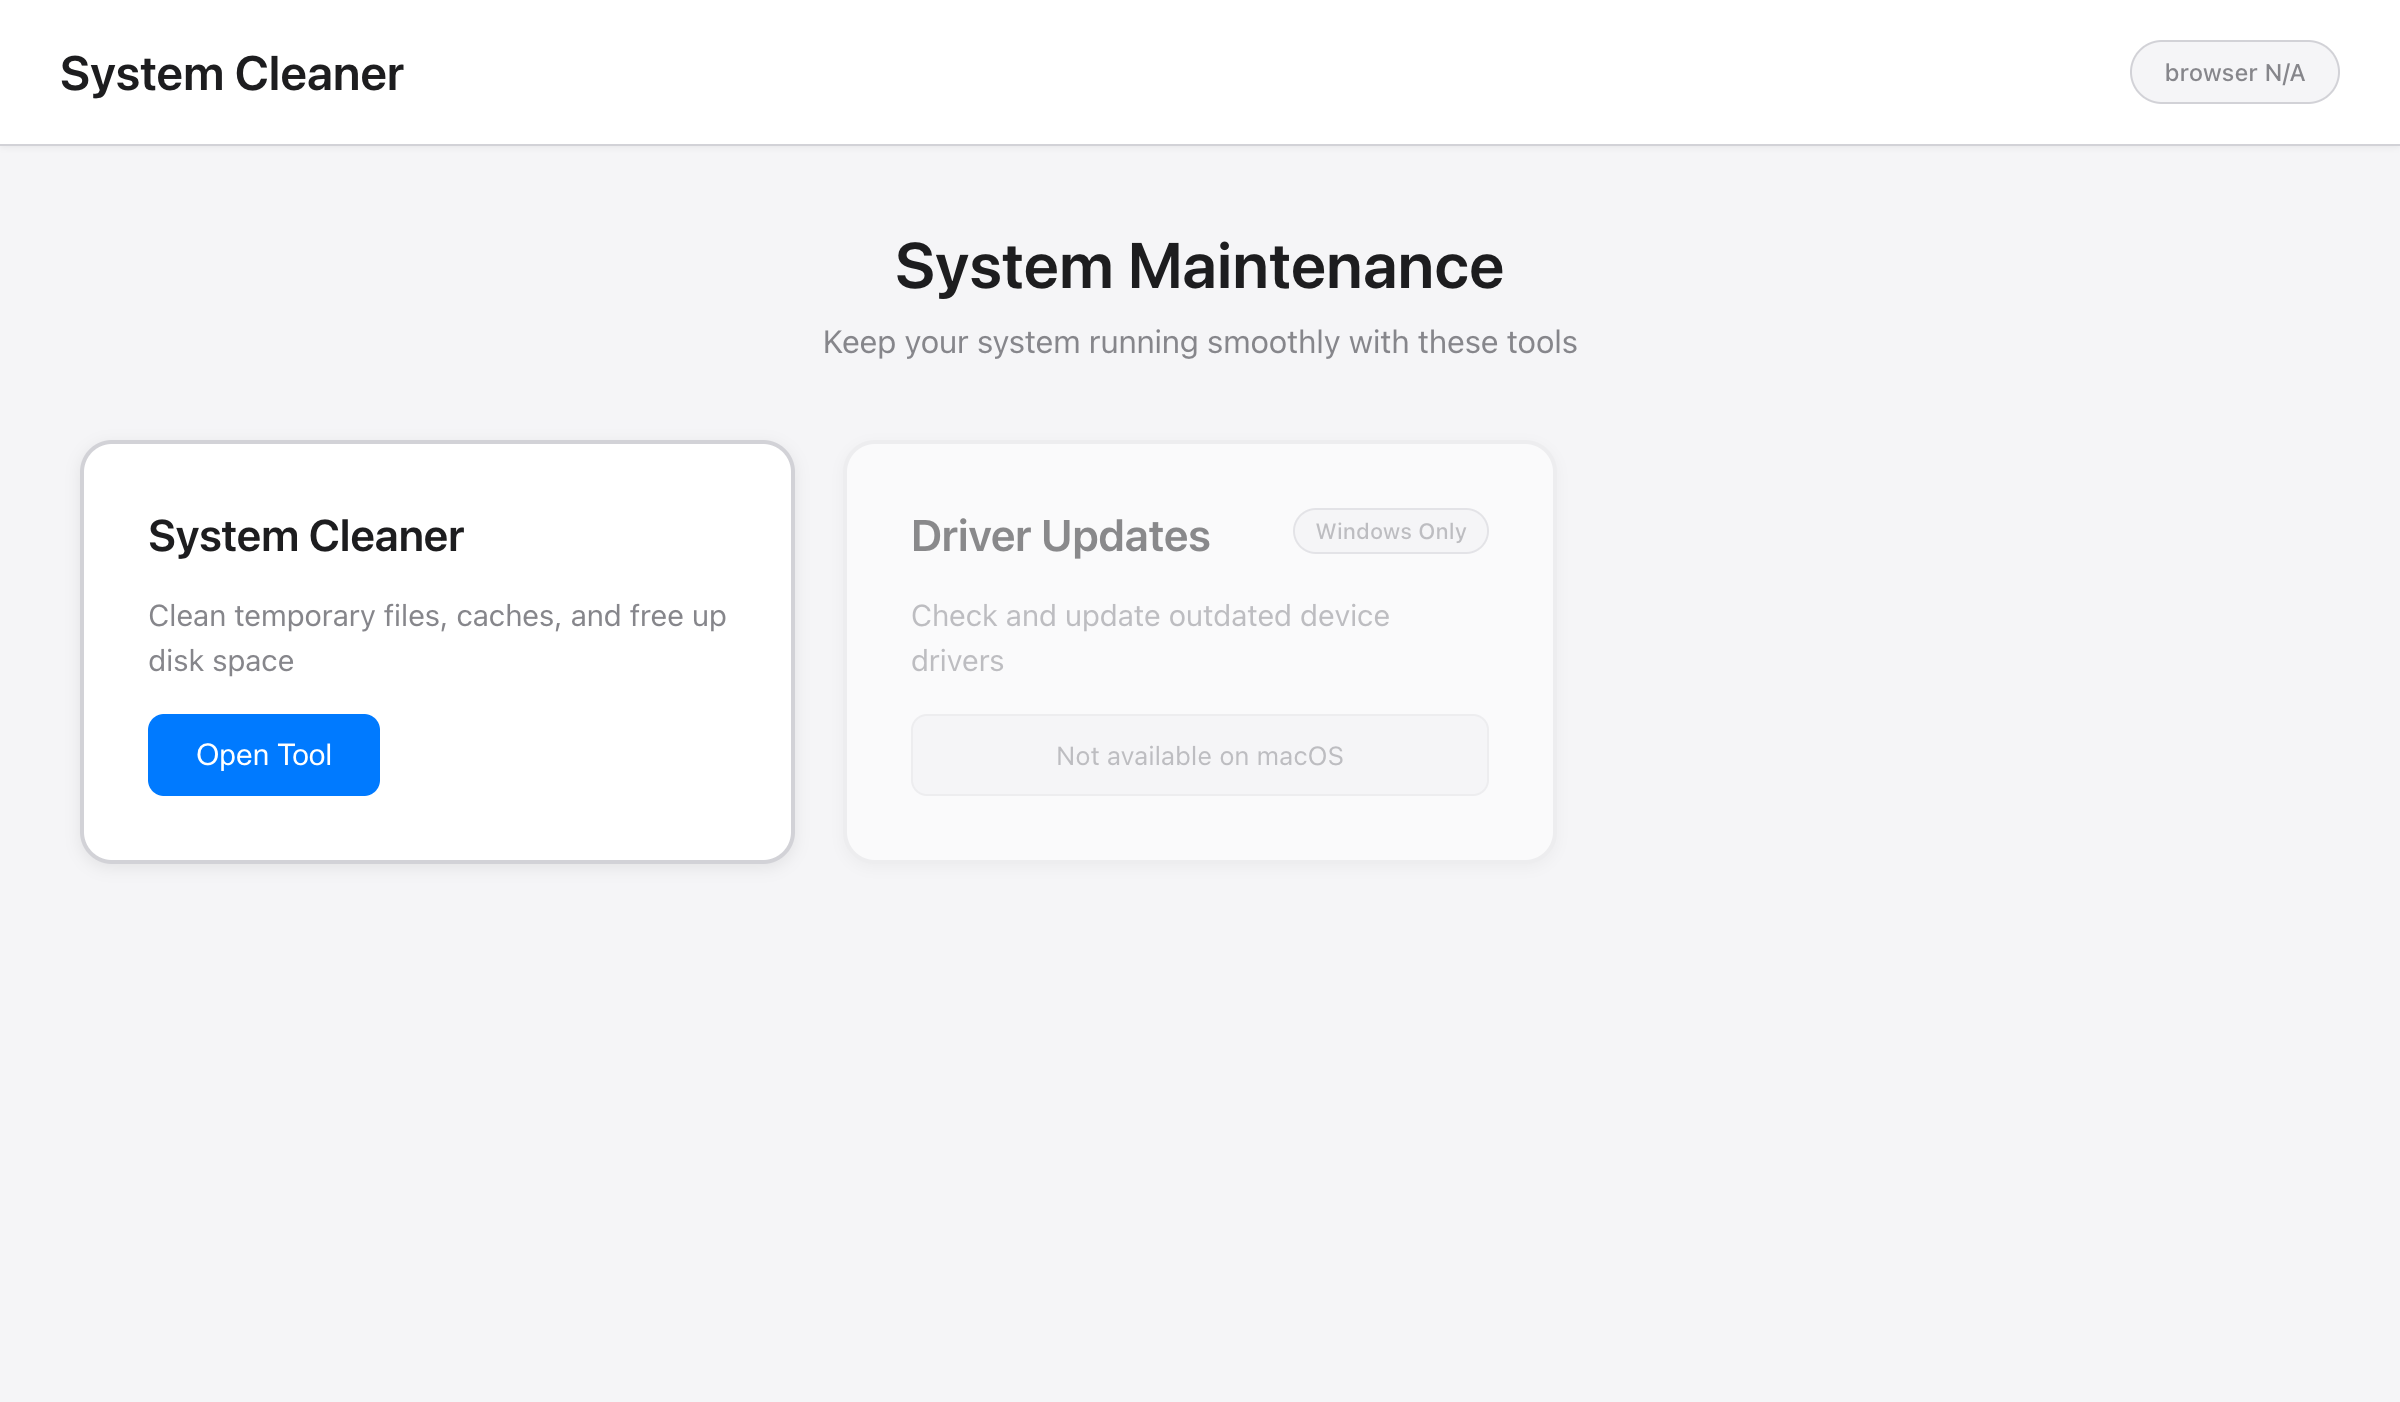 System Cleaner
browser N/A
System Maintenance
Keep your system running smoothly with these tools
System Cleaner
Clean temporary files, caches, and free up
disk space
Open Tool
Driver Updates
Windows Only
Check and update outdated device
drivers
Not available on macOS